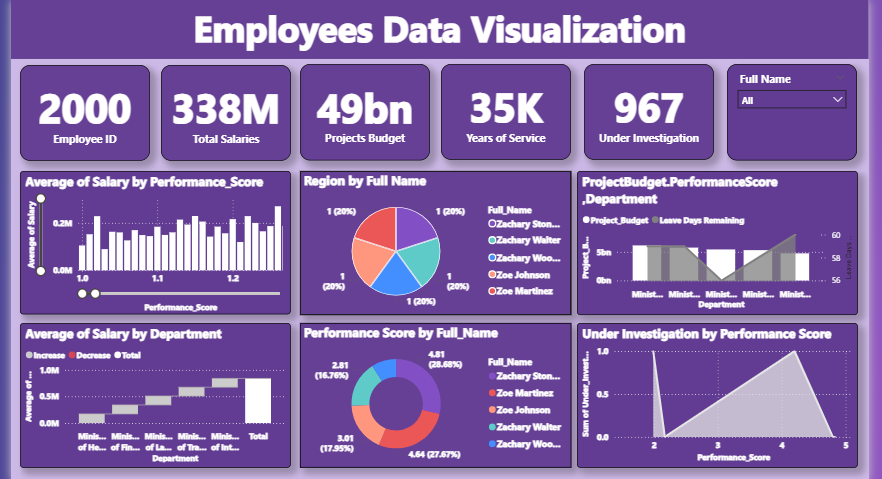 Employees Data Visualization
2000
Employee ID
338M
Total Salaries
49bn
Projects Budget
35K
Years of Service
967
Under Investigation
Full Name
All
Average of Salary by Performance_Score
Average of Salary
0.2M
0.0M
1.0
1.1
1.2
Performance_Score
Region by Full Name
1 (20%)
1 (20%)
1
(20%)
1
(20%)
1 (20%)
Full_Name
Zachary Ston...
Zachary Walter
Zachary Woo...
Zoe Johnson
Zoe Martinez
ProjectBudget.PerformanceScore
,Department
Project_Budget
Leave Days Remaining
Project_B...
5bn
0bn
60
58
56
Leave Days ...
Minist...
Minist...
Minist...
Minist...
Minist...
Department
Average of Salary by Department
Increase
Decrease
Total
Average of ...
1.0M
0.5M
0.0M
Minis...
of He...
Minis...
of Fin...
Minis...
of La...
Minis...
of Tra...
Minis...
of Int...
Total
Department
Performance Score by Full_Name
4.81
(28.68%)
2.81
(16.76%)
3.01
(17.95%)
4.64 (27.67%)
Full_Name
Zachary Ston...
Zoe Martinez
Zoe Johnson
Zachary Walter
Zachary Woo...
Under Investigation by Performance Score
Sum of Under_Invest...
1.0
0.5
0.0
2
3
4
5
Performance_Score